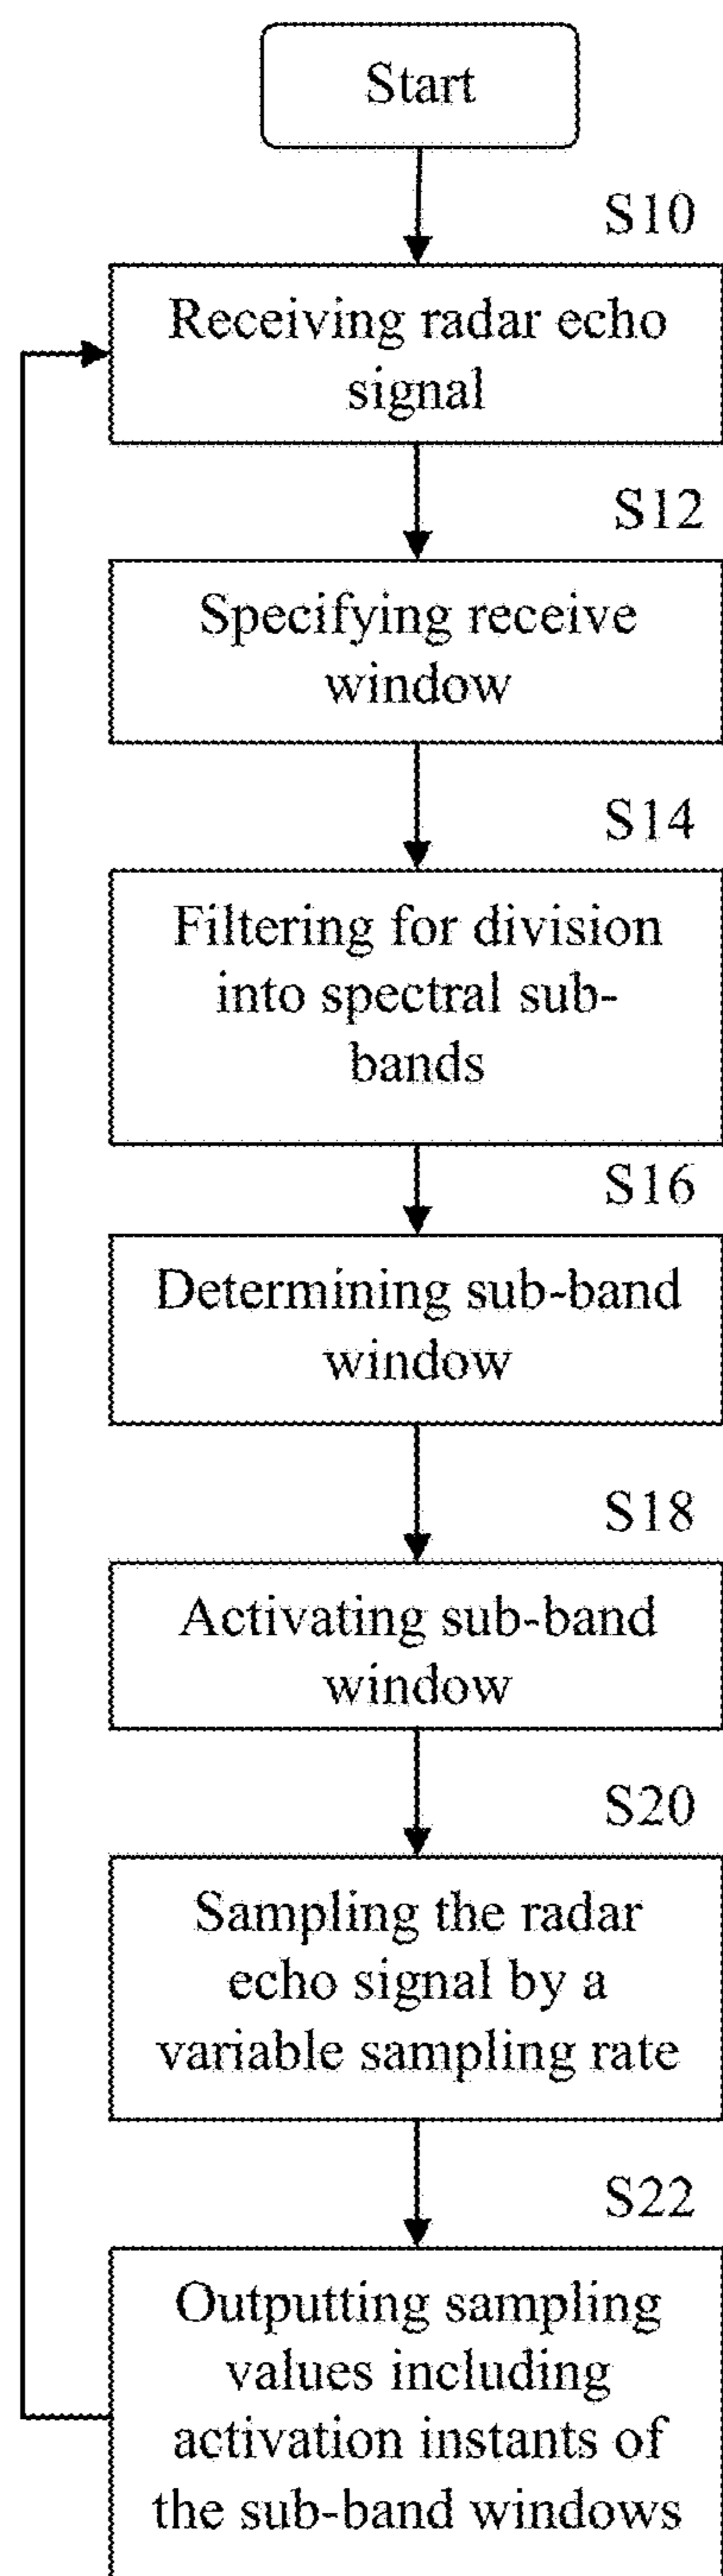 Start
S10
Receiving radar echo
signal
S12
Specifying receive
window
S14
Filtering for division
into spectral sub-
bands
S16
Determining sub-band
window
S18
Activating sub-band
window
S20
Sampling the radar
echo signal by a
variable sampling rate
S22
Outputting sampling
values including
activation instants of
the sub-band windows